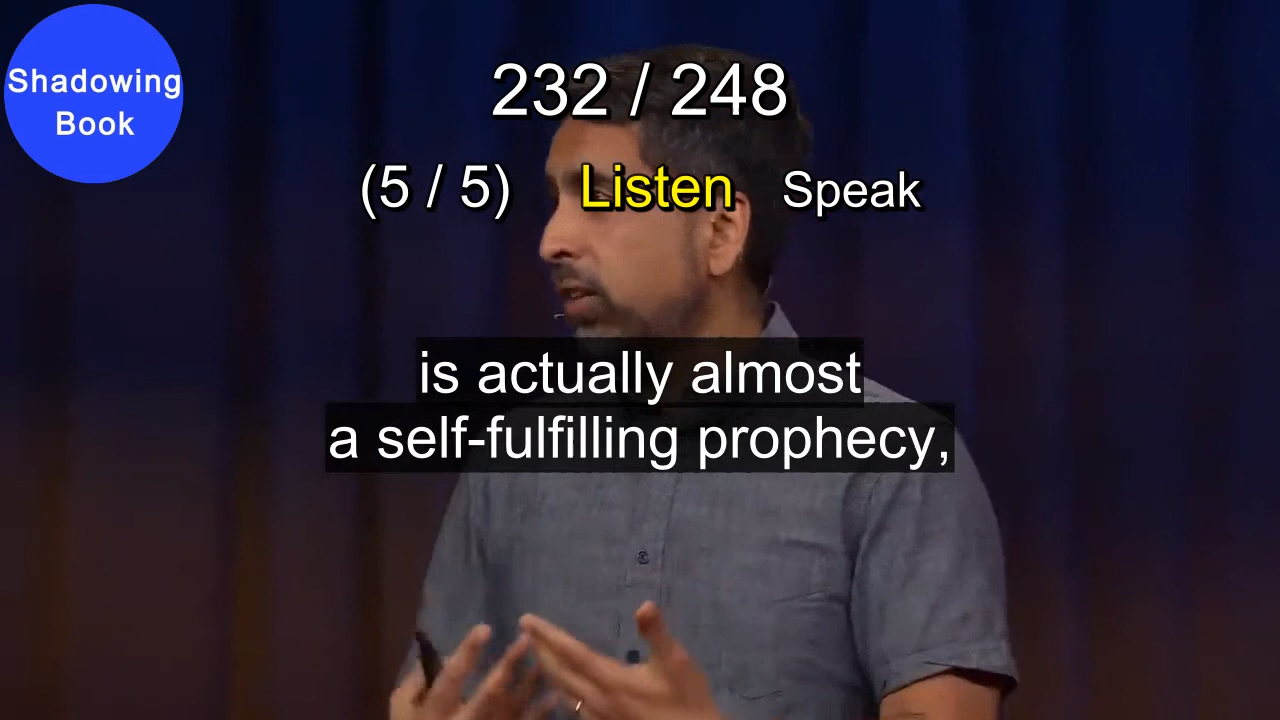 Shadowing
Book
232 / 248
(5 / 5) Listen Speak
is actually almost
a self-fulfilling prophecy,